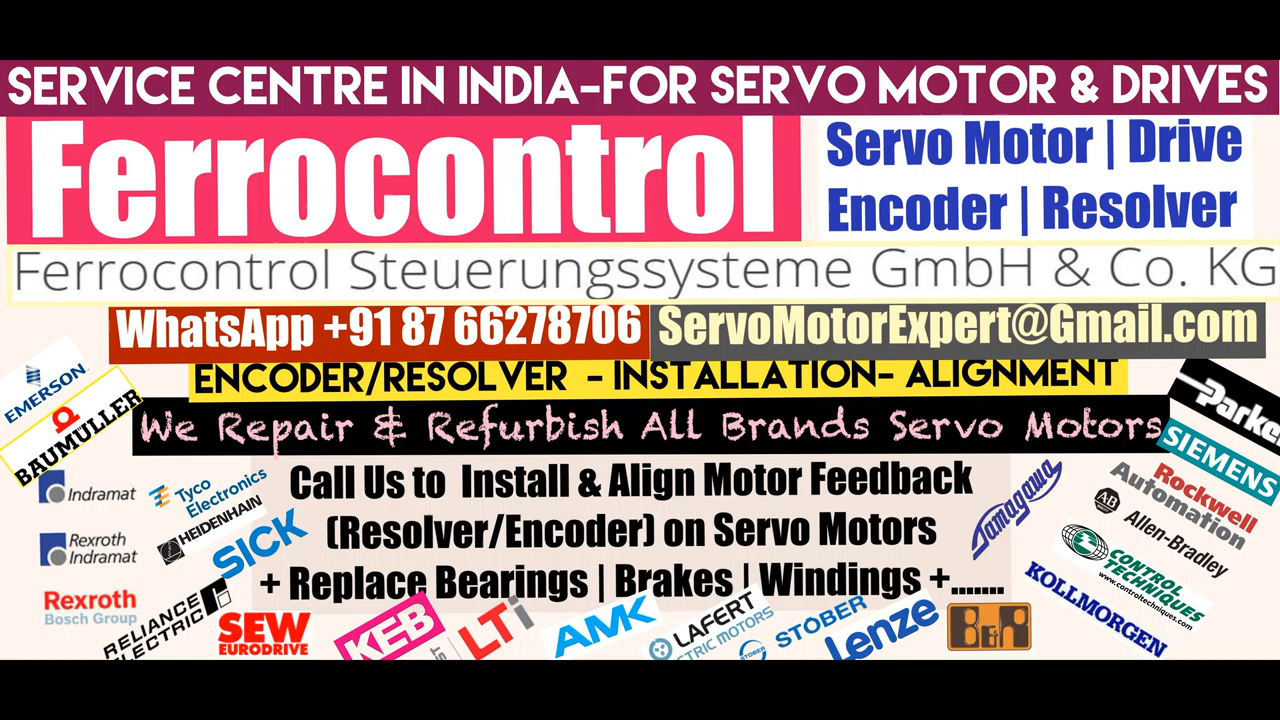 SERVICE CENTRE IN INDIA-FOR SERVO MOTOR & DRIVES
Ferrocontrol
Servo Motor | Drive
Encoder | Resolver
Ferrocontrol Steuerungssysteme GmbH & Co. KG
WhatsApp +91 87 66278706
ServoMotorExpert@Gmail.com
ENCODER/RESOLVER - INSTALLATION- ALIGNMENT
We Repair & Refurbish All Brands Servo Motors
Call Us to Install & Align Motor Feedback
(Resolver/Encoder) on Servo Motors
+ Replace Bearings | Brakes | Windings +.......
EMERSON
BAUMÜLLER
Indramat
Tyco
Electronics
HEIDENHAIN
SICK
Rexroth
Indramat
Rexroth
Bosch Group
RELIANCE
ELECTRIC
SEW
EURODRIVE
KEB
LTi
AMK
LAFERT
ELECTRIC MOTORS
STOBER
STÖBER
Lenze
B&R
Tamagawa
Parker
SIEMENS
Rockwell
Automation
A-B
Allen-Bradley
CONTROL
TECHNIQUES
www.controltechniques.com
KOLLMORGEN